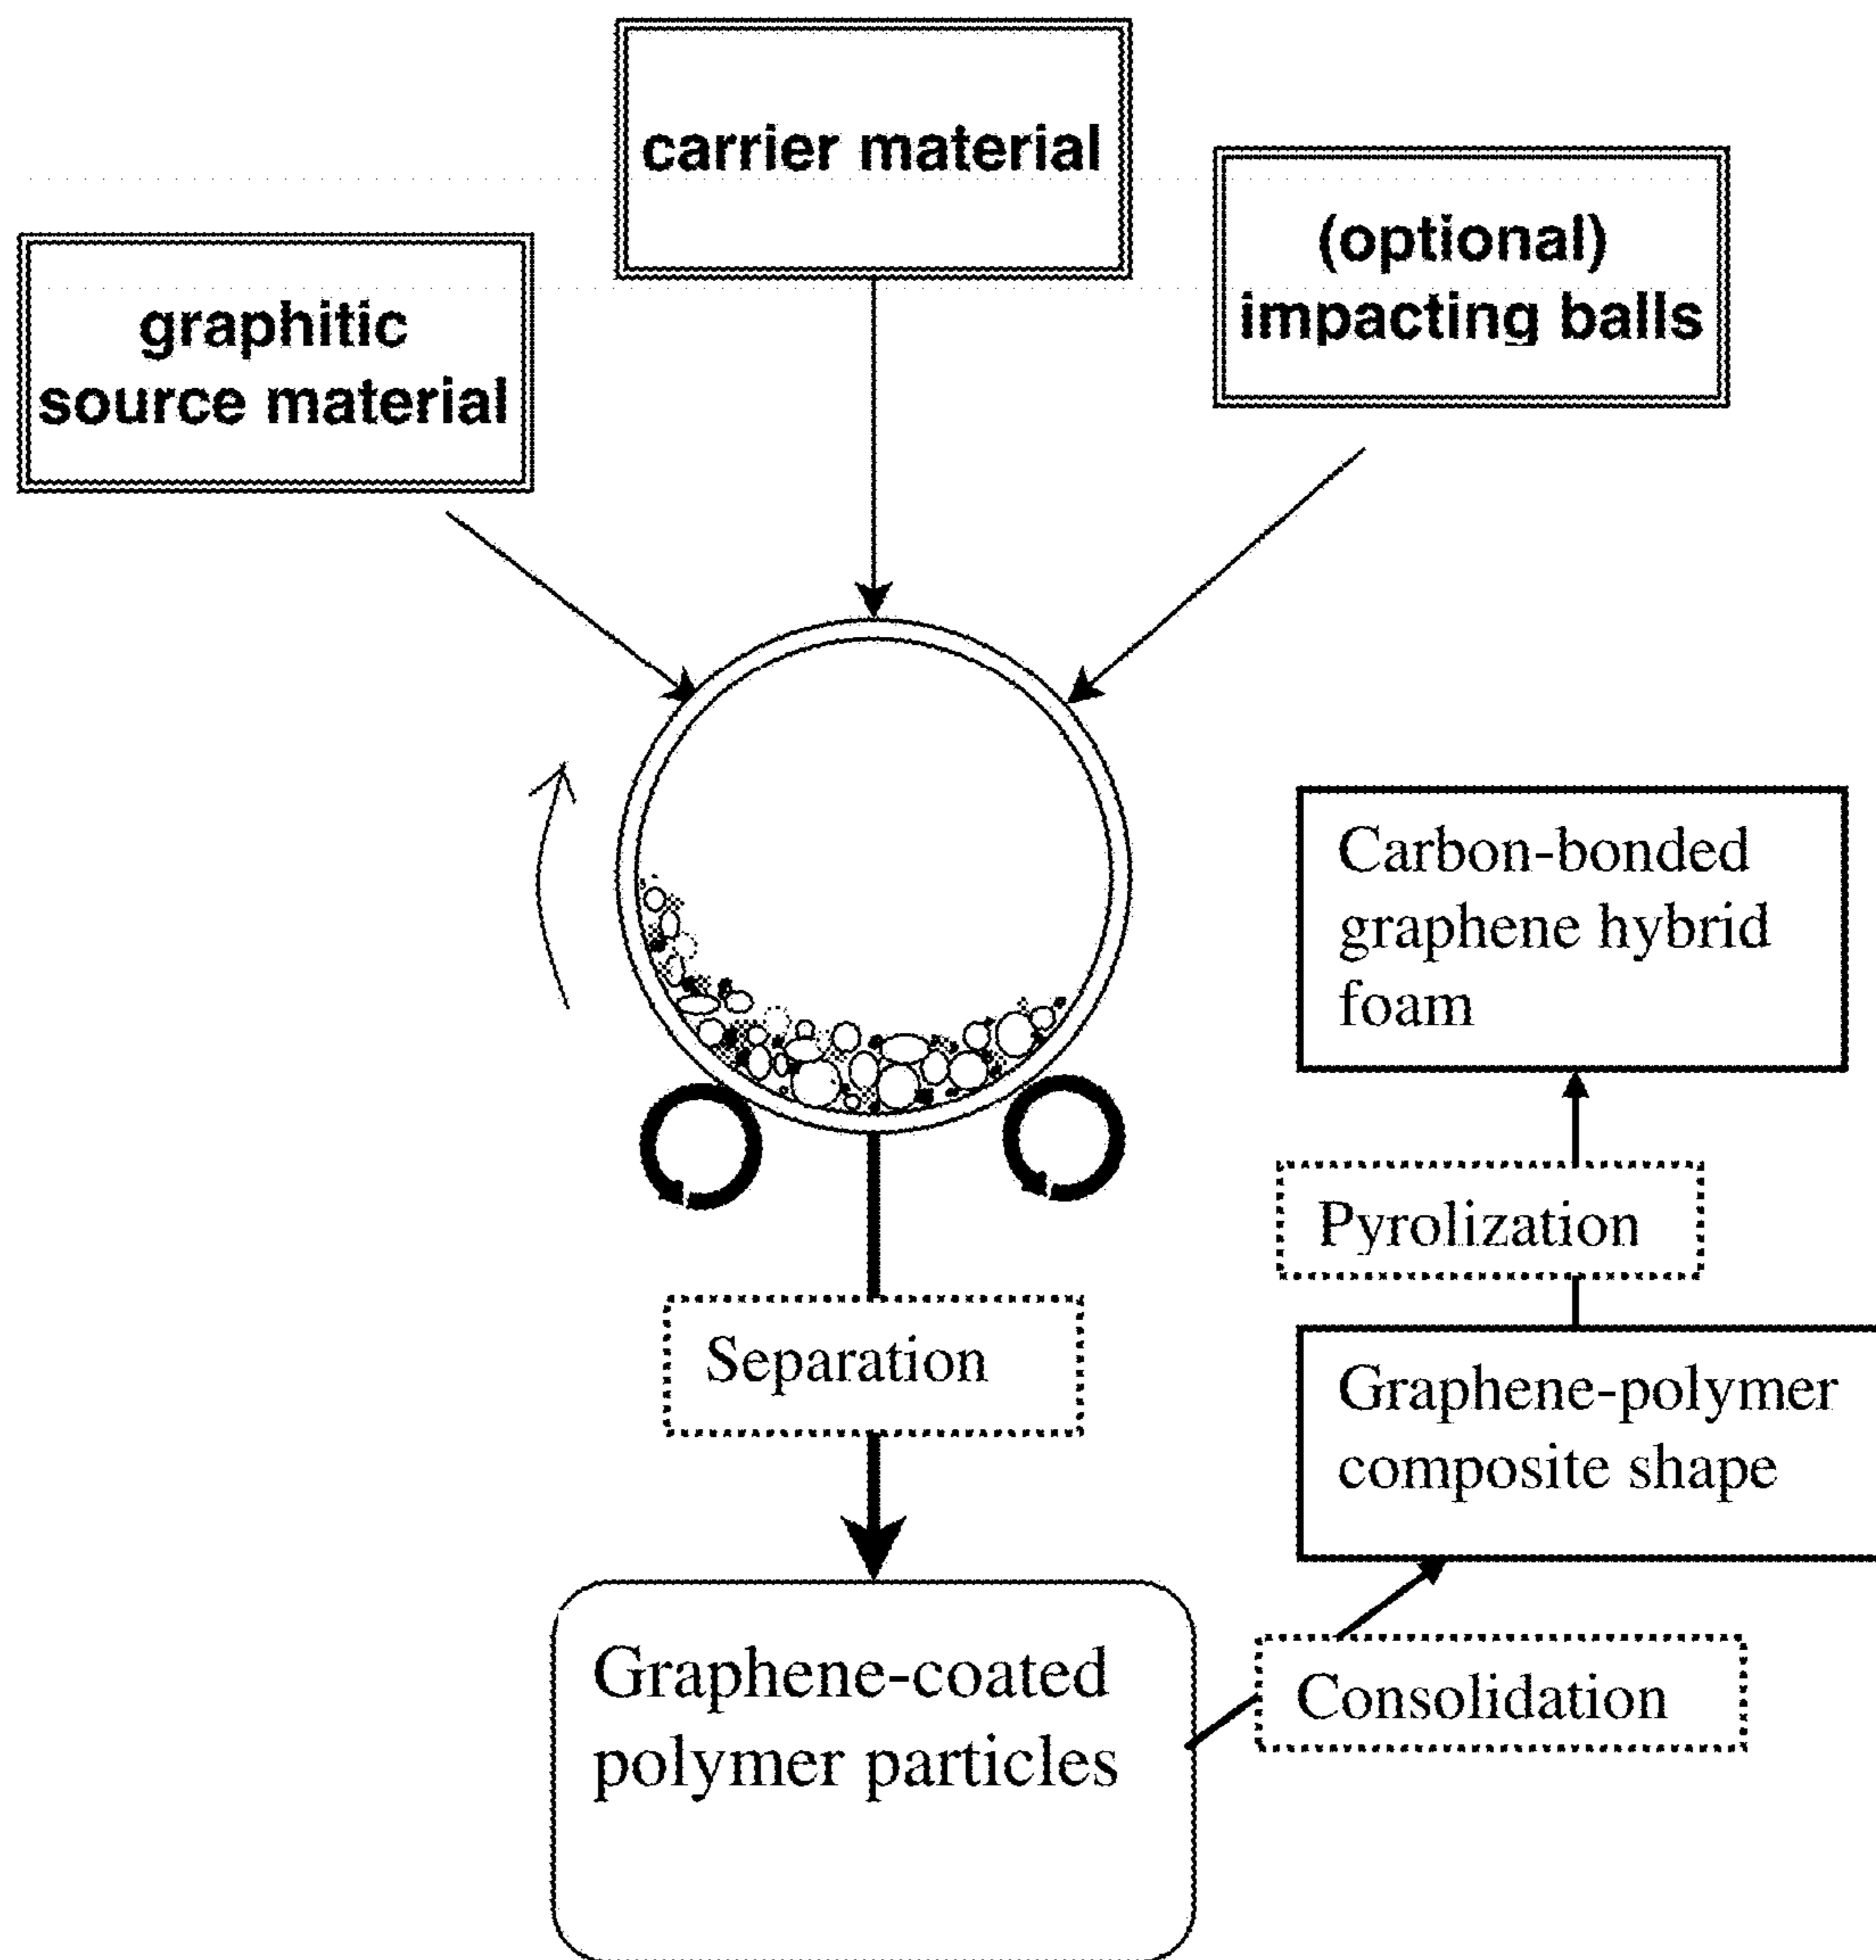 carrier material
(optional)
impacting balls
graphitic
source material
Carbon-bonded
graphene hybrid
foam
Pyrolization
Separation
Graphene-polymer
composite shape
Graphene-coated
polymer particles
Consolidation